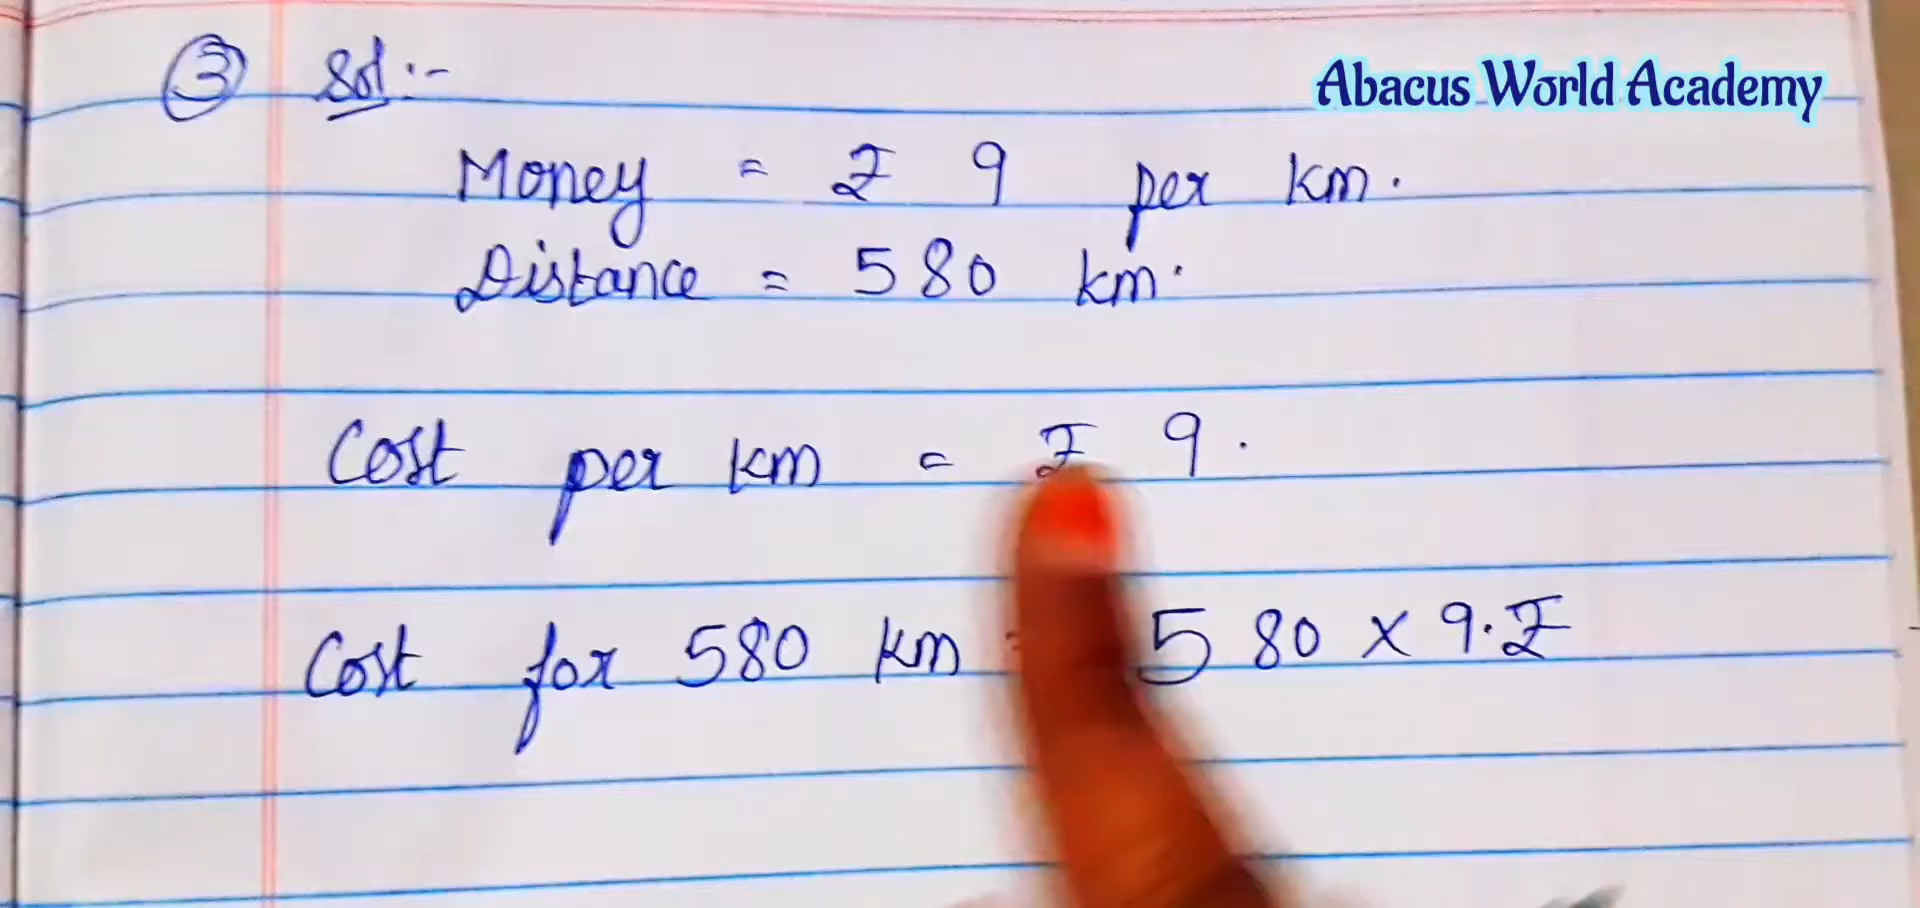 ③ Sol :-
Abacus World Academy
Money = ₹ 9 per km.
Distance = 580 km.
Cost per km = ₹ 9.
Cost for 580 km = 580 × 9.₹